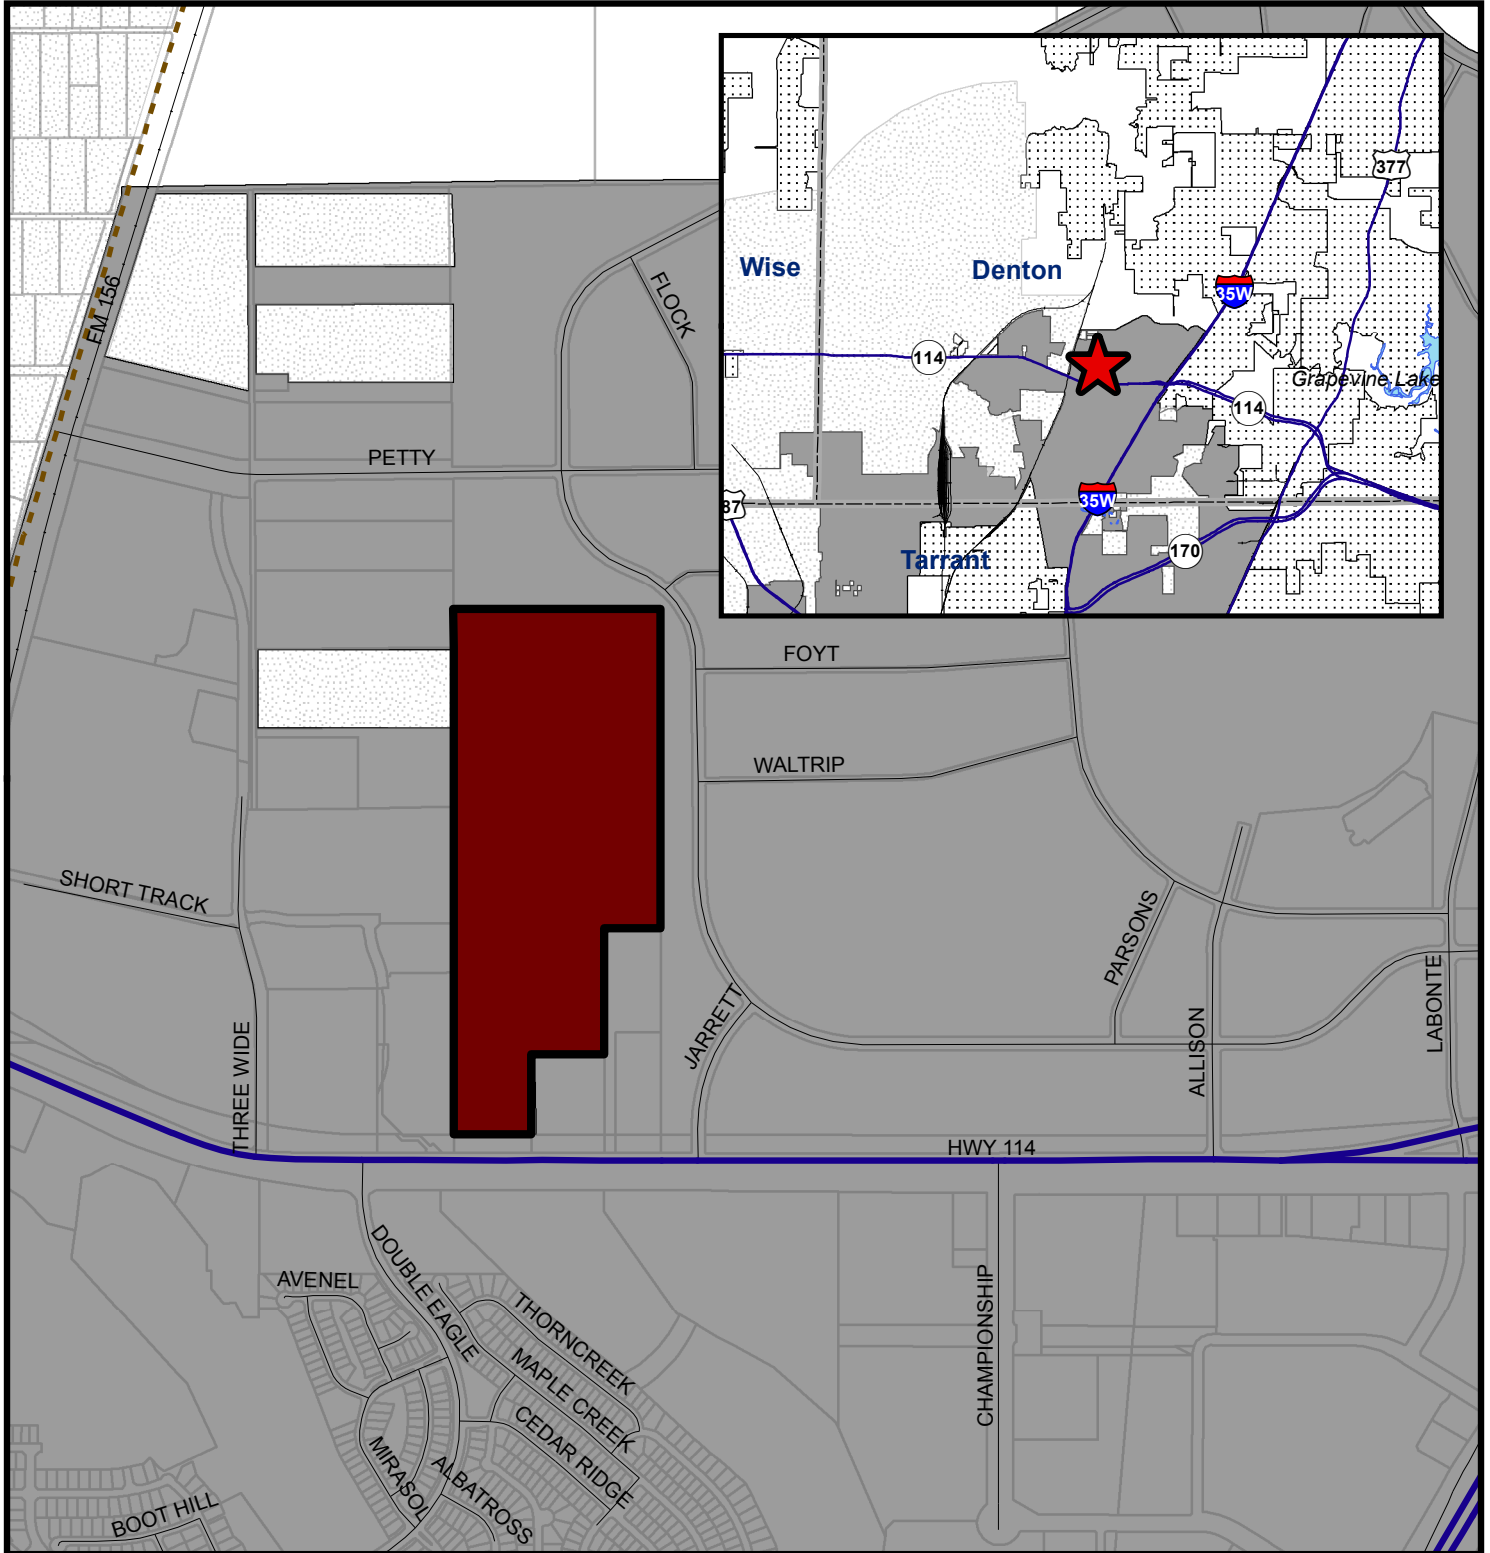 377
Wise
Denton
35W
114
Grapevine Lake
114
35W
87
Tarrant
170
FM 156
FLOCK
PETTY
FOYT
WALTRIP
SHORT TRACK
PARSONS
LABONTE
JARRETT
ALLISON
THREE WIDE
HWY 114
DOUBLE EAGLE
AVENEL
THORNCREEK
CHAMPIONSHIP
MAPLE CREEK
CEDAR RIDGE
MIRASOL
ALBATROSS
BOOT HILL